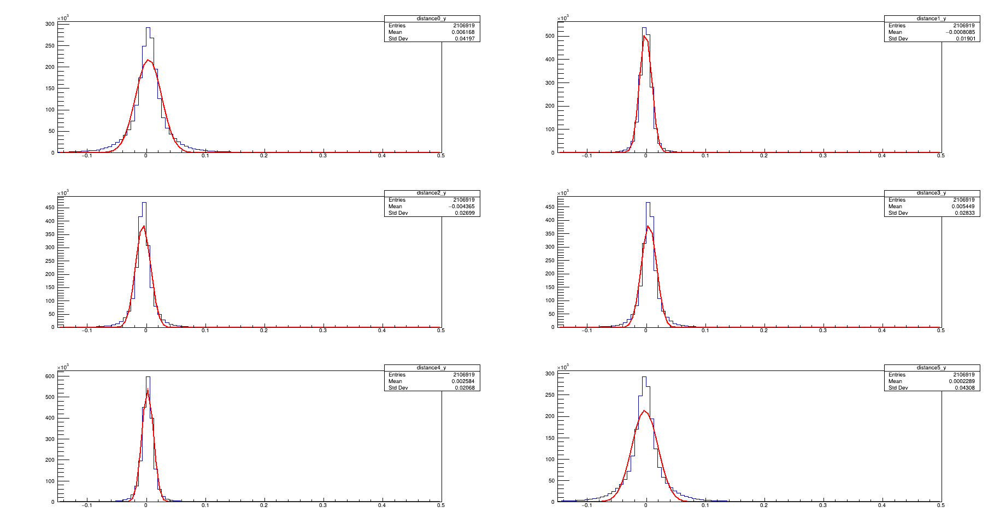 ×10³
distance0_y
Entries 2106919
Mean 0.006168
Std Dev 0.04197
300
250
200
150
100
50
0
−0.1 0 0.1 0.2 0.3 0.4 0.5
×10³
distance1_y
Entries 2106919
Mean −0.0008085
Std Dev 0.01901
500
400
300
200
100
0
−0.1 0 0.1 0.2 0.3 0.4 0.5
×10³
distance2_y
Entries 2106919
Mean −0.004365
Std Dev 0.02699
450
400
350
300
250
200
150
100
50
0
−0.1 0 0.1 0.2 0.3 0.4 0.5
×10³
distance3_y
Entries 2106919
Mean 0.005449
Std Dev 0.02833
450
400
350
300
250
200
150
100
50
0
−0.1 0 0.1 0.2 0.3 0.4 0.5
×10³
distance4_y
Entries 2106919
Mean 0.002584
Std Dev 0.02068
600
500
400
300
200
100
0
−0.1 0 0.1 0.2 0.3 0.4 0.5
×10³
distance5_y
Entries 2106919
Mean 0.0002289
Std Dev 0.04308
300
250
200
150
100
50
0
−0.1 0 0.1 0.2 0.3 0.4 0.5